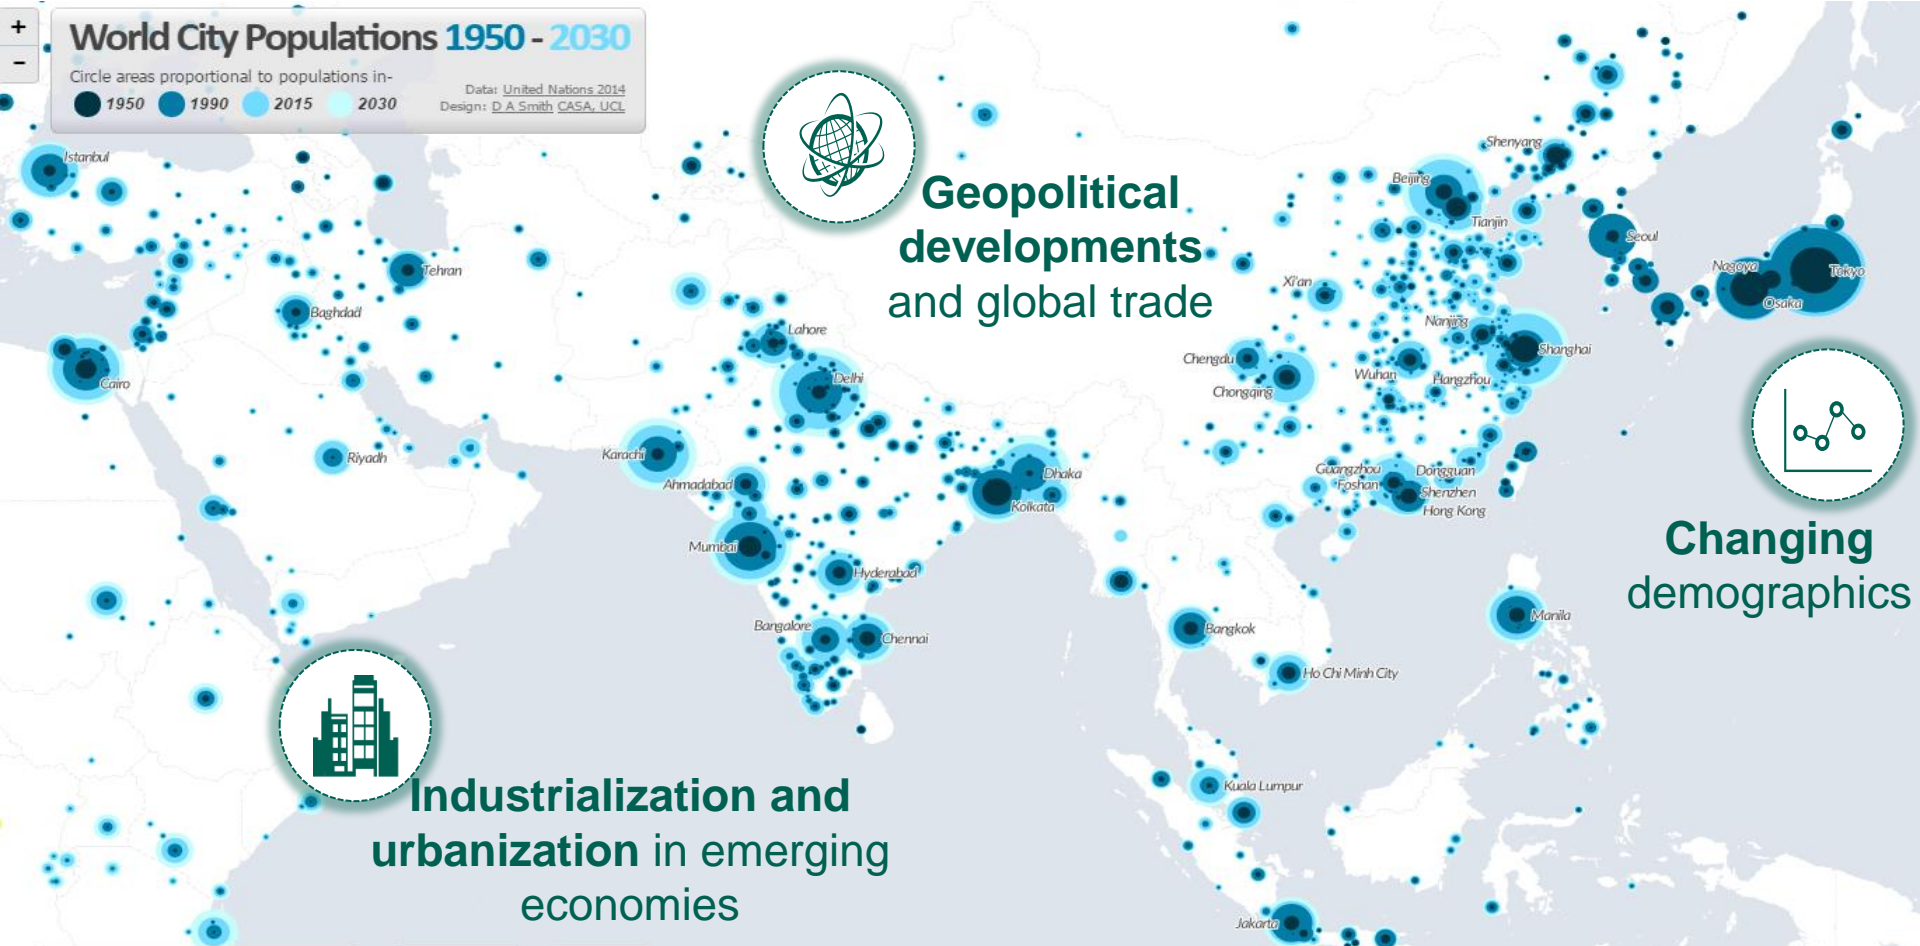 +
-
World City Populations 1950 - 2030
Circle areas proportional to populations in-
1950 1990 2015 2030
Data: United Nations 2014
Design: D A Smith CASA, UCL
Geopolitical
developments
and global trade
Changing
demographics
Industrialization and
urbanization in emerging
economies
Istanbul
Tehran
Baghdad
Cairo
Riyadh
Lahore
Delhi
Karachi
Ahmadabad
Mumbai
Hyderabad
Bangalore
Chennai
Dhaka
Kolkata
Shenyang
Beijing
Tianjin
Seoul
Nagoya
Tokyo
Osaka
Xi'an
Nanjing
Shanghai
Chengdu
Chongqing
Wuhan
Hangzhou
Guangzhou
Dongguan
Foshan
Shenzhen
Hong Kong
Manila
Bangkok
Ho Chi Minh City
Kuala Lumpur
Jakarta